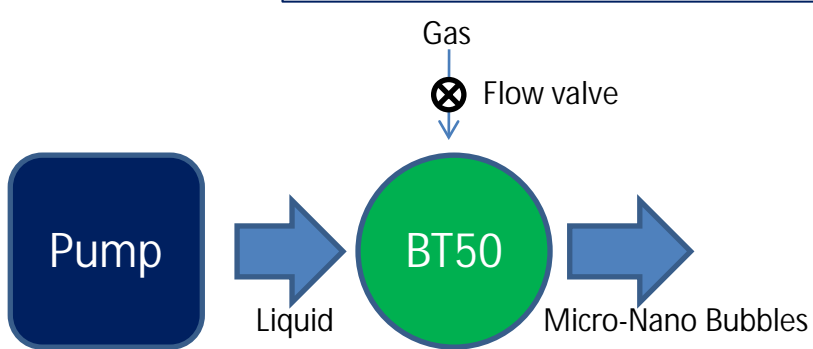 Gas
Flow valve
Pump
BT50
Liquid
Micro-Nano Bubbles